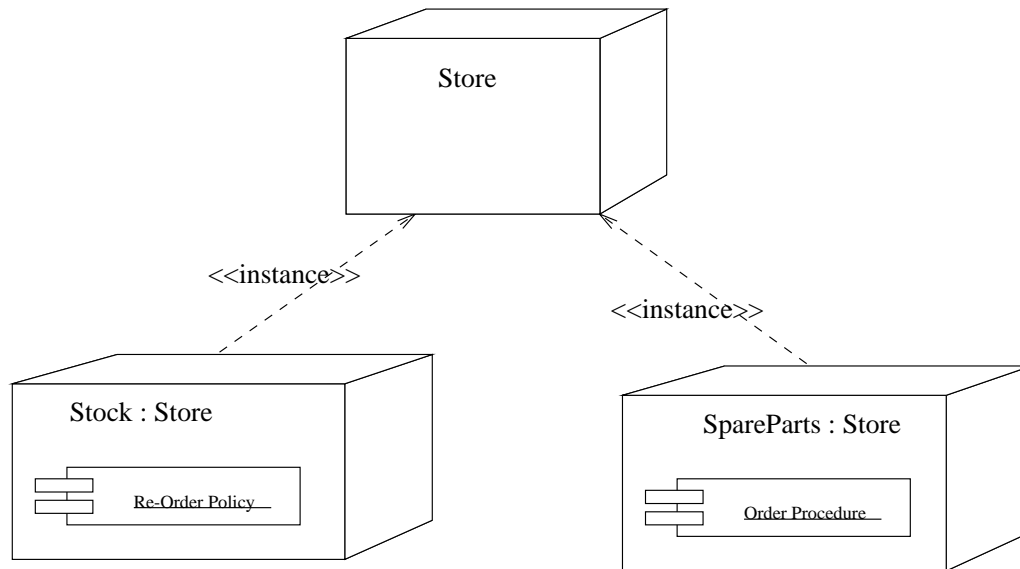 Store
<<instance>>
<<instance>>
Stock : Store
SpareParts : Store
Re-Order Policy
Order Procedure